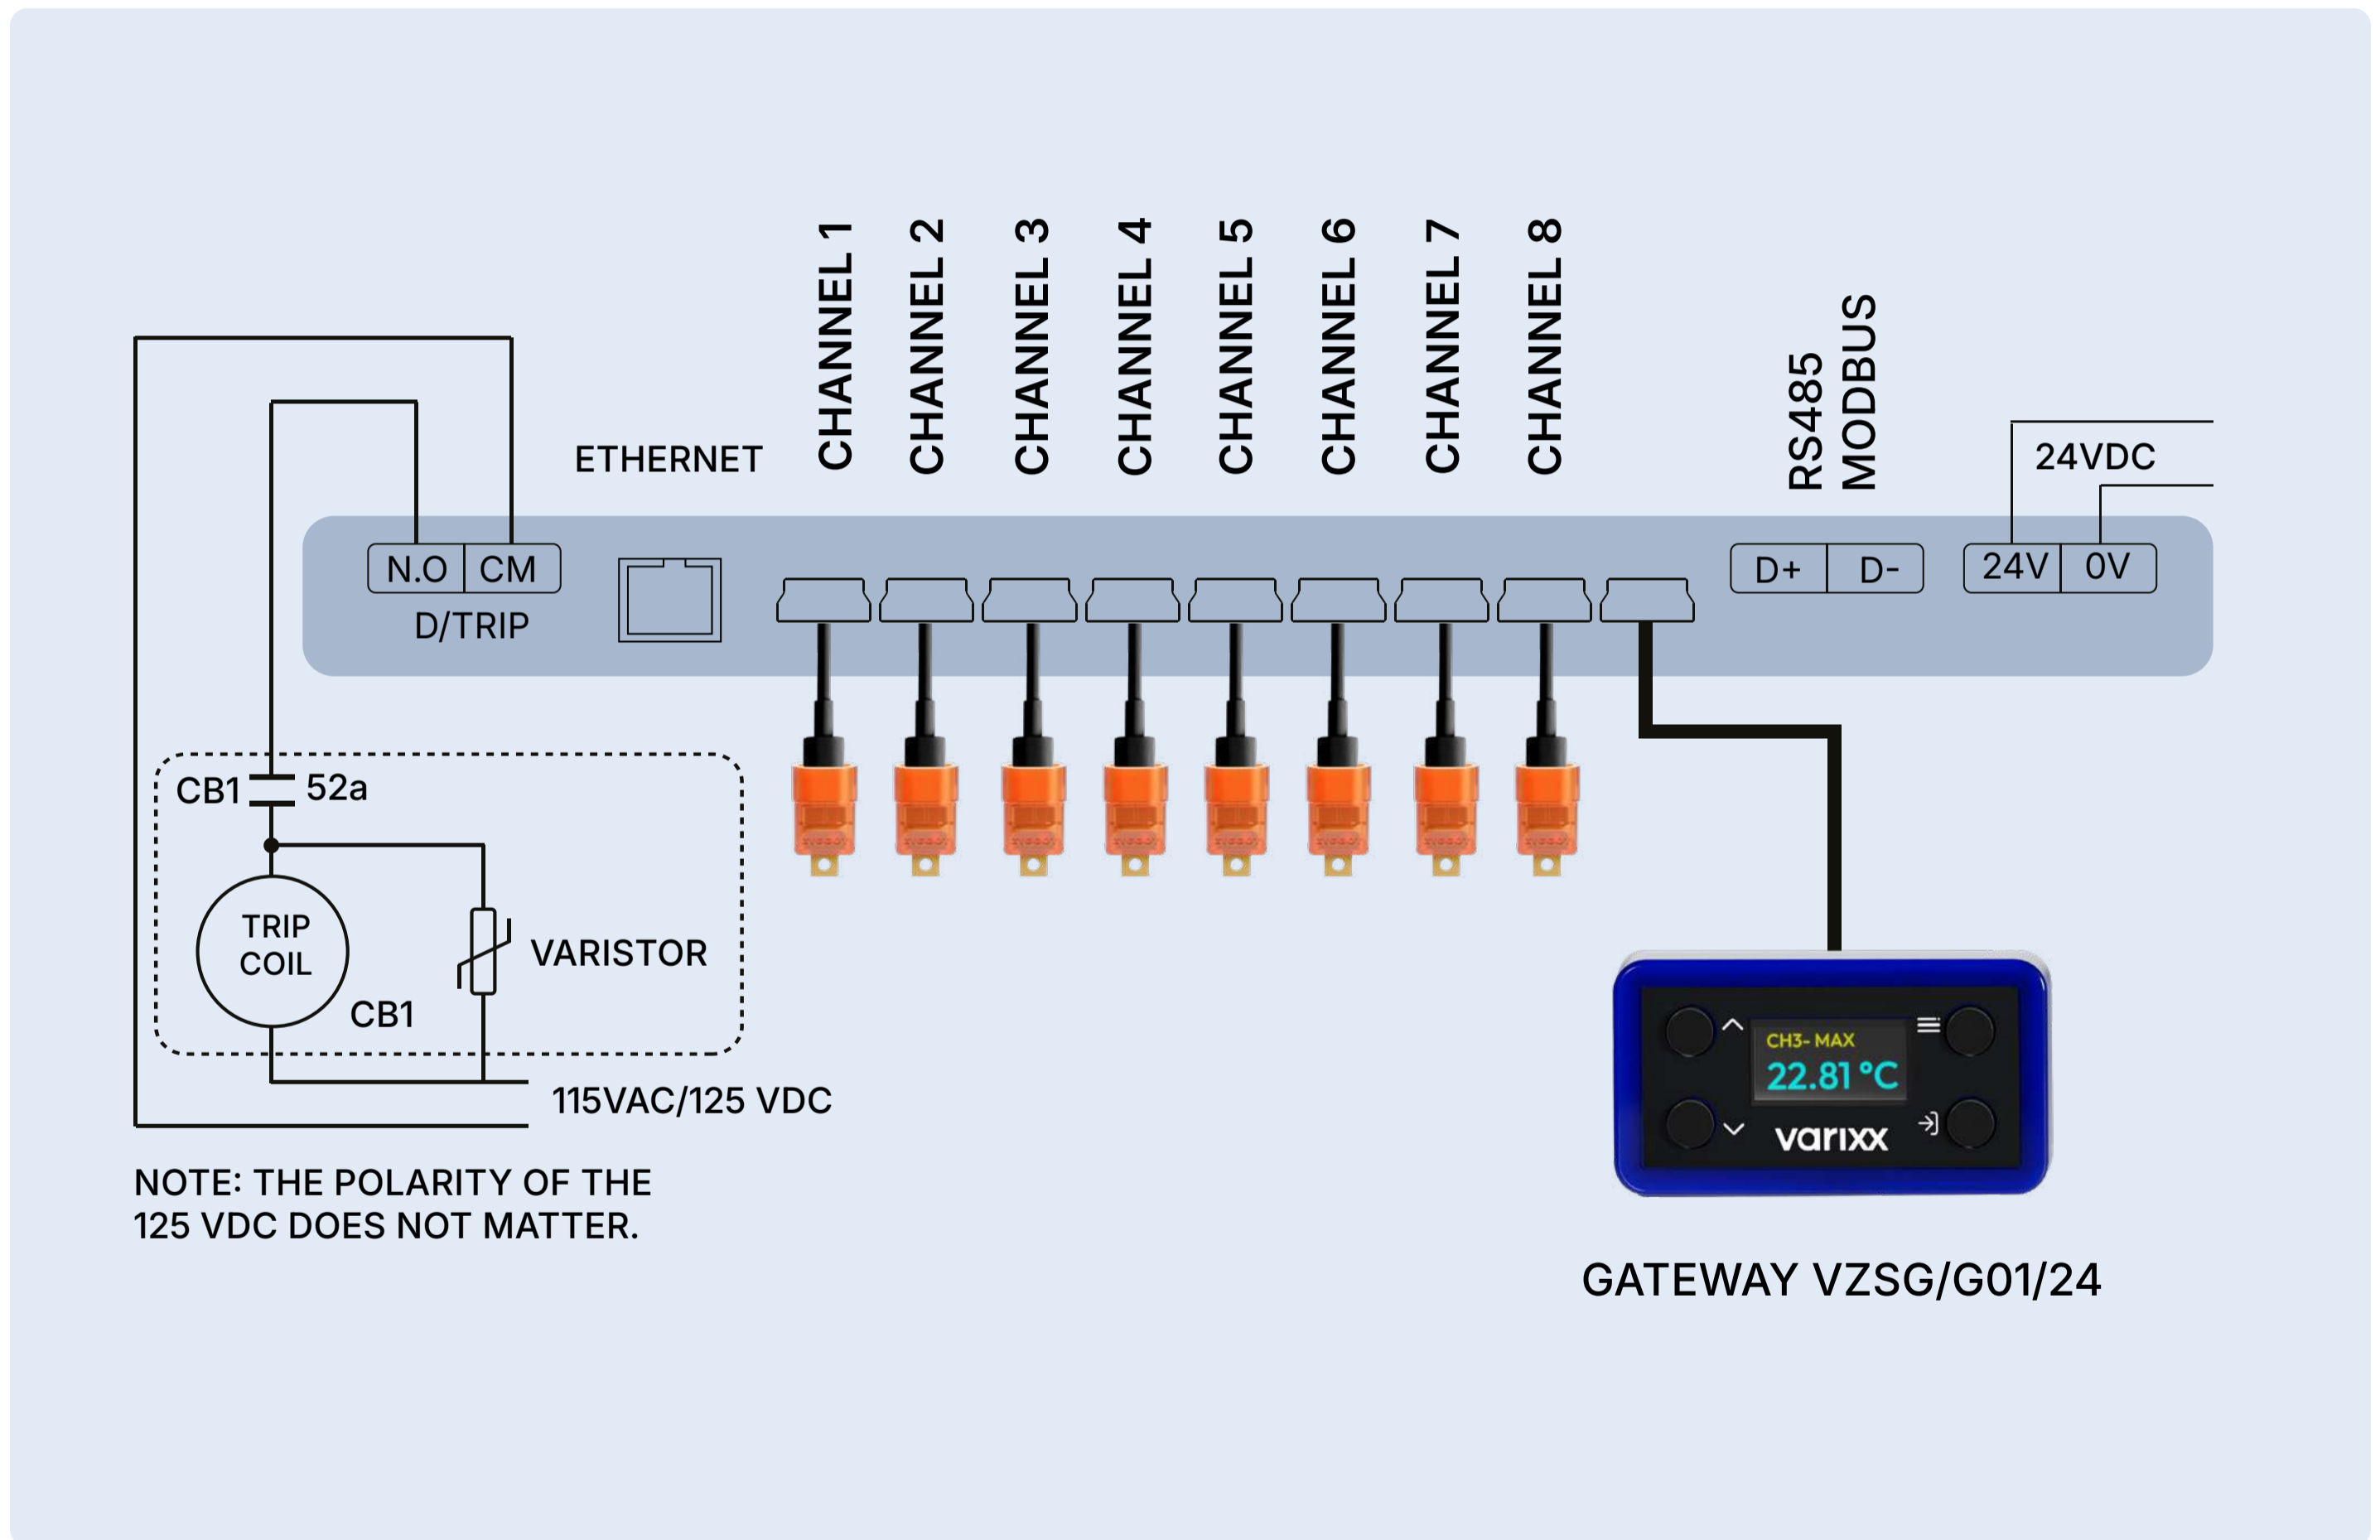 CHANNEL 1
CHANNEL 2
CHANNEL 3
CHANNEL 4
CHANNEL 5
CHANNEL 6
CHANNEL 7
CHANNEL 8
RS485
MODBUS
ETHERNET
24VDC
N.O CM
D/TRIP
D+ D-
24V 0V
CB1 52a
TRIP
COIL
CB1
VARISTOR
115VAC/125 VDC
NOTE: THE POLARITY OF THE
125 VDC DOES NOT MATTER.
CH3- MAX
22.81 °C
varixx
GATEWAY VZSG/G01/24